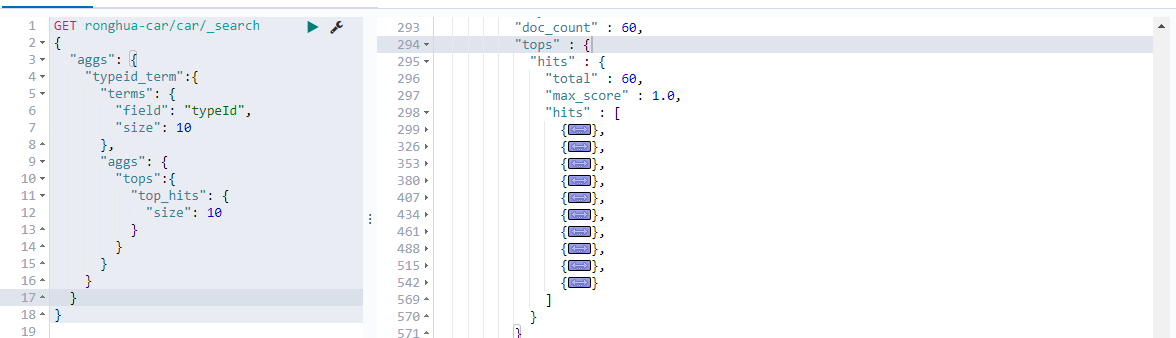 1 GET ronghua-car/car/_search
2 {
3 "aggs": {
4 "typeid_term":{
5 "terms": {
6 "field": "typeId",
7 "size": 10
8 },
9 "aggs": {
10 "tops":{
11 "top_hits": {
12 "size": 10
13 }
14 }
15 }
16 }
17 }
18 }
19
293 "doc_count" : 60,
294 "tops" : {
295 "hits" : {
296 "total" : 60,
297 "max_score" : 1.0,
298 "hits" : [
299 {},
326 {},
353 {},
380 {},
407 {},
434 {},
461 {},
488 {},
515 {},
542 {}
569 ]
570 }
571 }